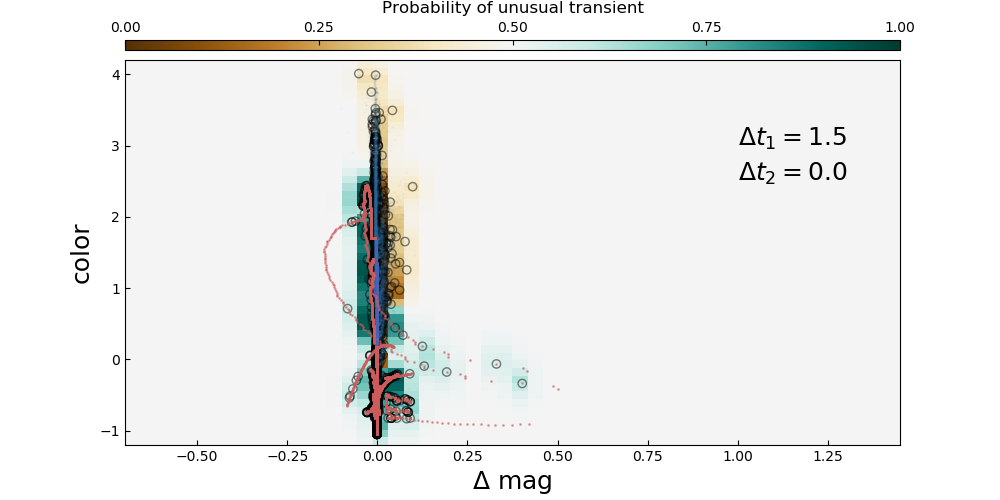 Probability of unusual transient
0.00 0.25 0.50 0.75 1.00
4
3
2
1
0
−1
color
Δt₁ = 1.5
Δt₂ = 0.0
−0.50 −0.25 0.00 0.25 0.50 0.75 1.00 1.25
Δ mag